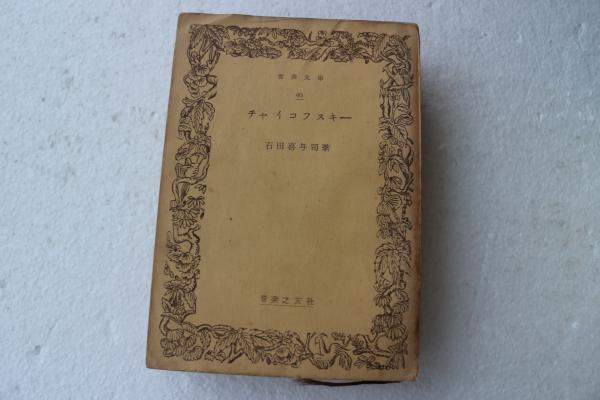 音楽文庫
チャイコフスキー
石田喜与司著
音楽之友社